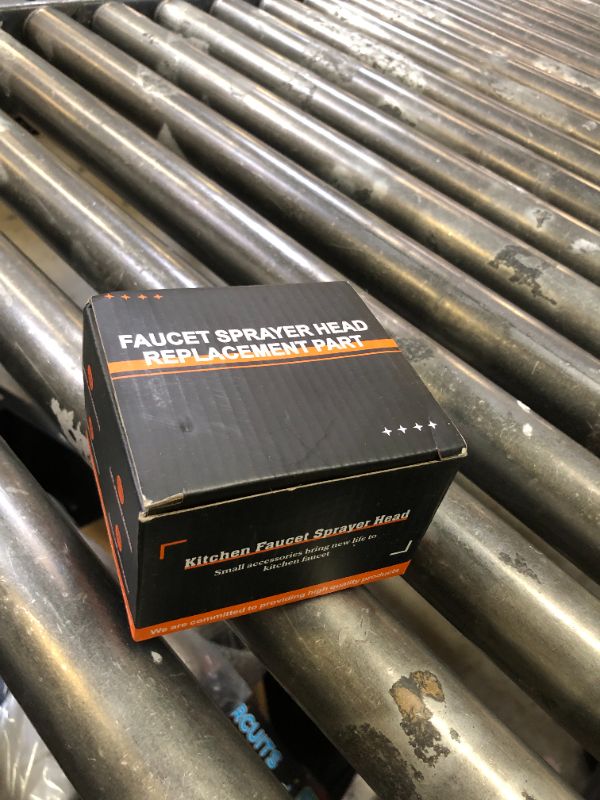 FAUCET SPRAYER HEAD
REPLACEMENT PART
Kitchen Faucet Sprayer Head
Small accessories bring new life to
kitchen faucet
We are committed to providing high quality products
RCUITS